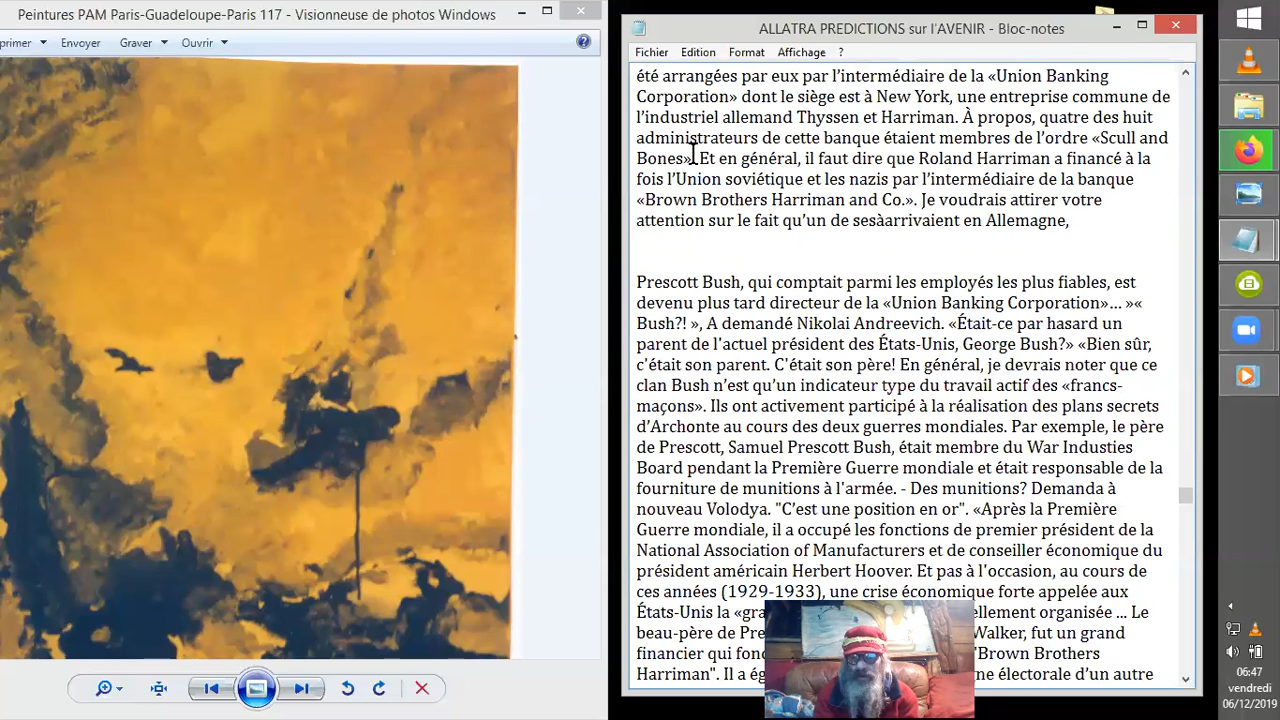 Peintures PAM Paris-Guadeloupe-Paris 117 - Visionneuse de photos Windows
primer Envoyer Graver Ouvrir
ALLATRA PREDICTIONS sur l'AVENIR - Bloc-notes
Fichier Edition Format Affichage ?
été arrangées par eux par l’intermédiaire de la «Union Banking
Corporation» dont le siège est à New York, une entreprise commune de
l’industriel allemand Thyssen et Harriman. À propos, quatre des huit
administrateurs de cette banque étaient membres de l’ordre «Scull and
Bones». Et en général, il faut dire que Roland Harriman a financé à la
fois l’Union soviétique et les nazis par l’intermédiaire de la banque
«Brown Brothers Harriman and Co.». Je voudrais attirer votre
attention sur le fait qu’un de sesàarrivaient en Allemagne,
Prescott Bush, qui comptait parmi les employés les plus fiables, est
devenu plus tard directeur de la «Union Banking Corporation»... »«
Bush?! », A demandé Nikolai Andreevich. «Était-ce par hasard un
parent de l'actuel président des États-Unis, George Bush?» «Bien sûr,
c'était son parent. C'était son père! En général, je devrais noter que ce
clan Bush n’est qu’un indicateur type du travail actif des «francs-
maçons». Ils ont activement participé à la réalisation des plans secrets
d’Archonte au cours des deux guerres mondiales. Par exemple, le père
de Prescott, Samuel Prescott Bush, était membre du War Industies
Board pendant la Première Guerre mondiale et était responsable de la
fourniture de munitions à l'armée. - Des munitions? Demanda à
nouveau Volodya. "C’est une position en or". «Après la Première
Guerre mondiale, il a occupé les fonctions de premier président de la
National Association of Manufacturers et de conseiller économique du
président américain Herbert Hoover. Et pas à l'occasion, au cours de
ces années (1929-1933), une crise économique forte appelée aux
États-Unis la «gra ellement organisée ... Le
beau-père de Pre Walker, fut un grand
financier qui fond "Brown Brothers
Harriman". Il a ég ne électorale d’un autre
06:47
vendredi
06/12/2019